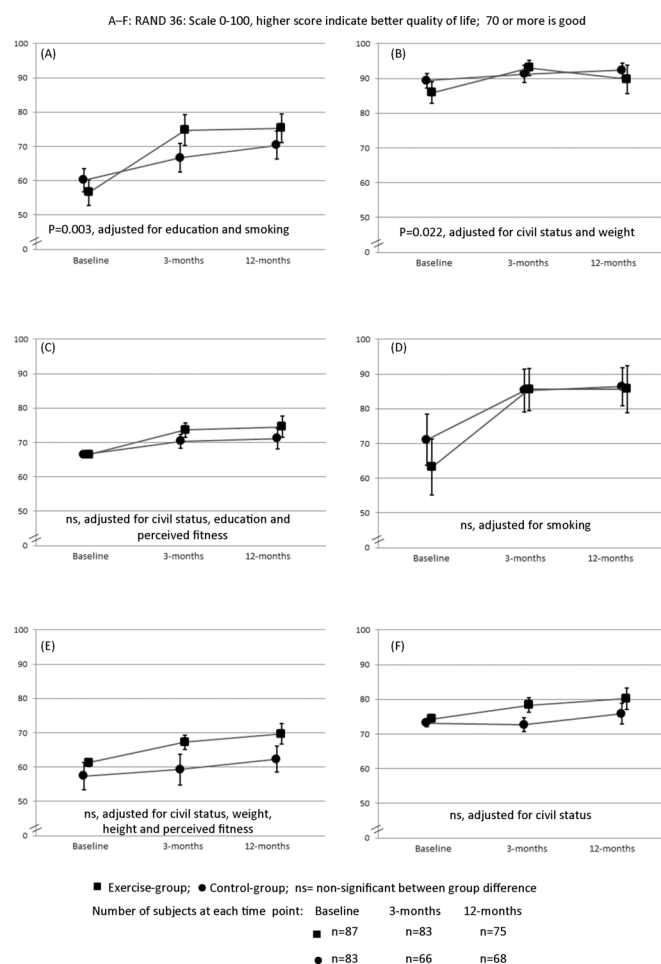 A–F: RAND 36: Scale 0-100, higher score indicate better quality of life; 70 or more is good
(A)
100
90
80
70
60
50
0
P=0.003, adjusted for education and smoking
Baseline 3-months 12-months
(B)
100
90
80
70
60
50
0
P=0.022, adjusted for civil status and weight
Baseline 3-months 12-months
(C)
100
90
80
70
60
50
0
ns, adjusted for civil status, education and
perceived fitness
Baseline 3-months 12-months
(D)
100
90
80
70
60
50
0
ns, adjusted for smoking
Baseline 3-months 12-months
(E)
100
90
80
70
60
50
0
ns, adjusted for civil status, weight,
height and perceived fitness
Baseline 3-months 12-months
(F)
100
90
80
70
60
50
0
ns, adjusted for civil status
Baseline 3-months 12-months
■ Exercise-group; ● Control-group; ns= non-significant between group difference
Number of subjects at each time point: Baseline 3-months 12-months
■ n=87 n=83 n=75
● n=83 n=66 n=68